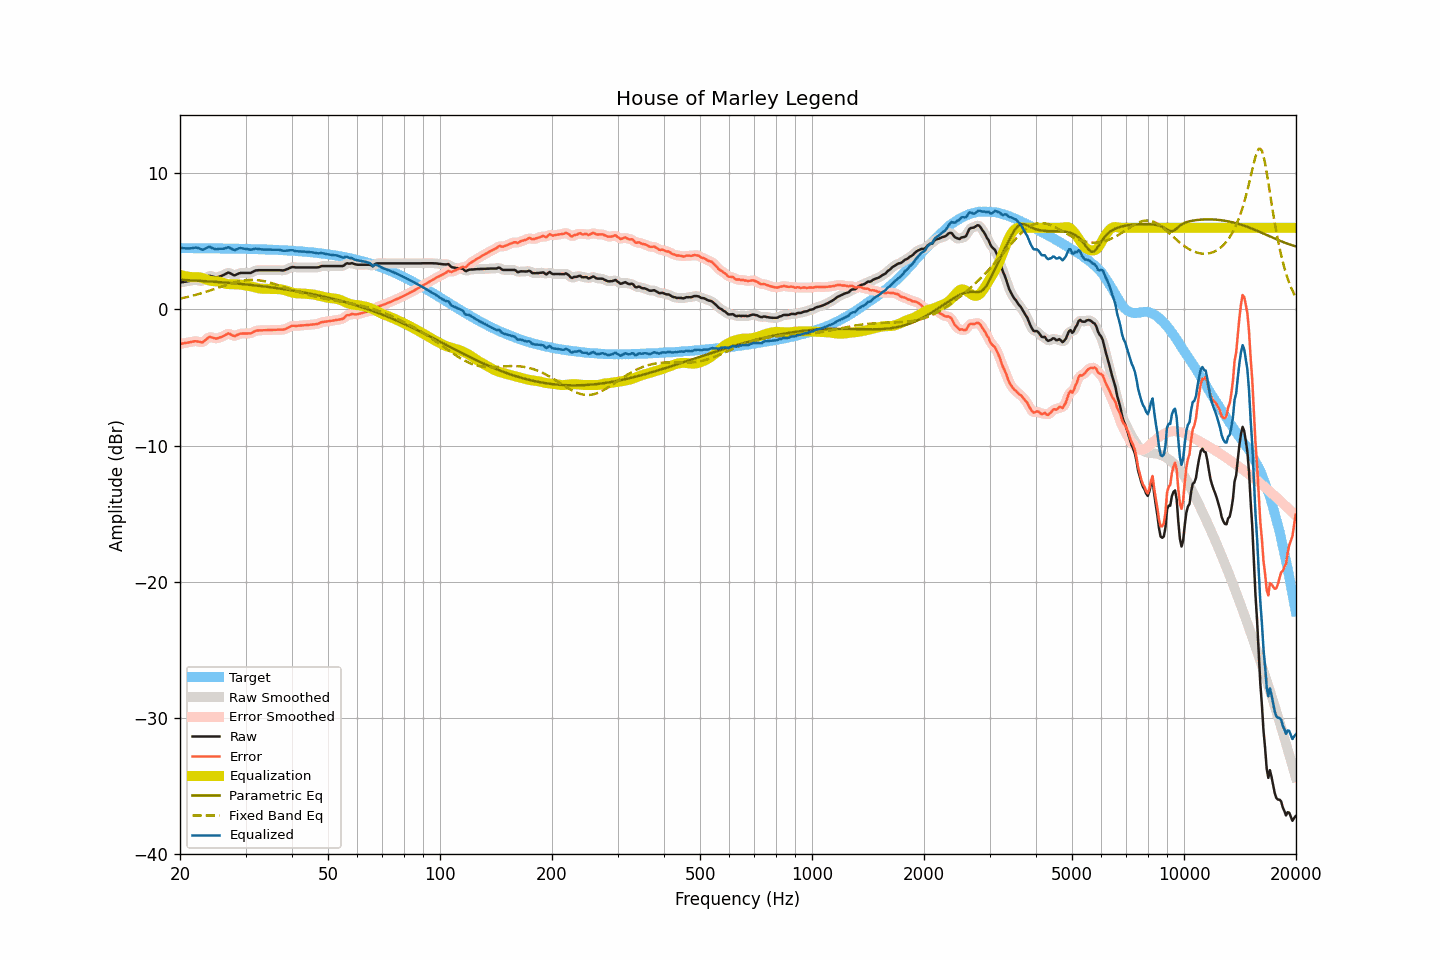 House of Marley Legend
Amplitude (dBr)
10
0
−10
−20
−30
−40
Target
Raw Smoothed
Error Smoothed
Raw
Error
Equalization
Parametric Eq
Fixed Band Eq
Equalized
20 50 100 200 500 1000 2000 5000 10000 20000
Frequency (Hz)